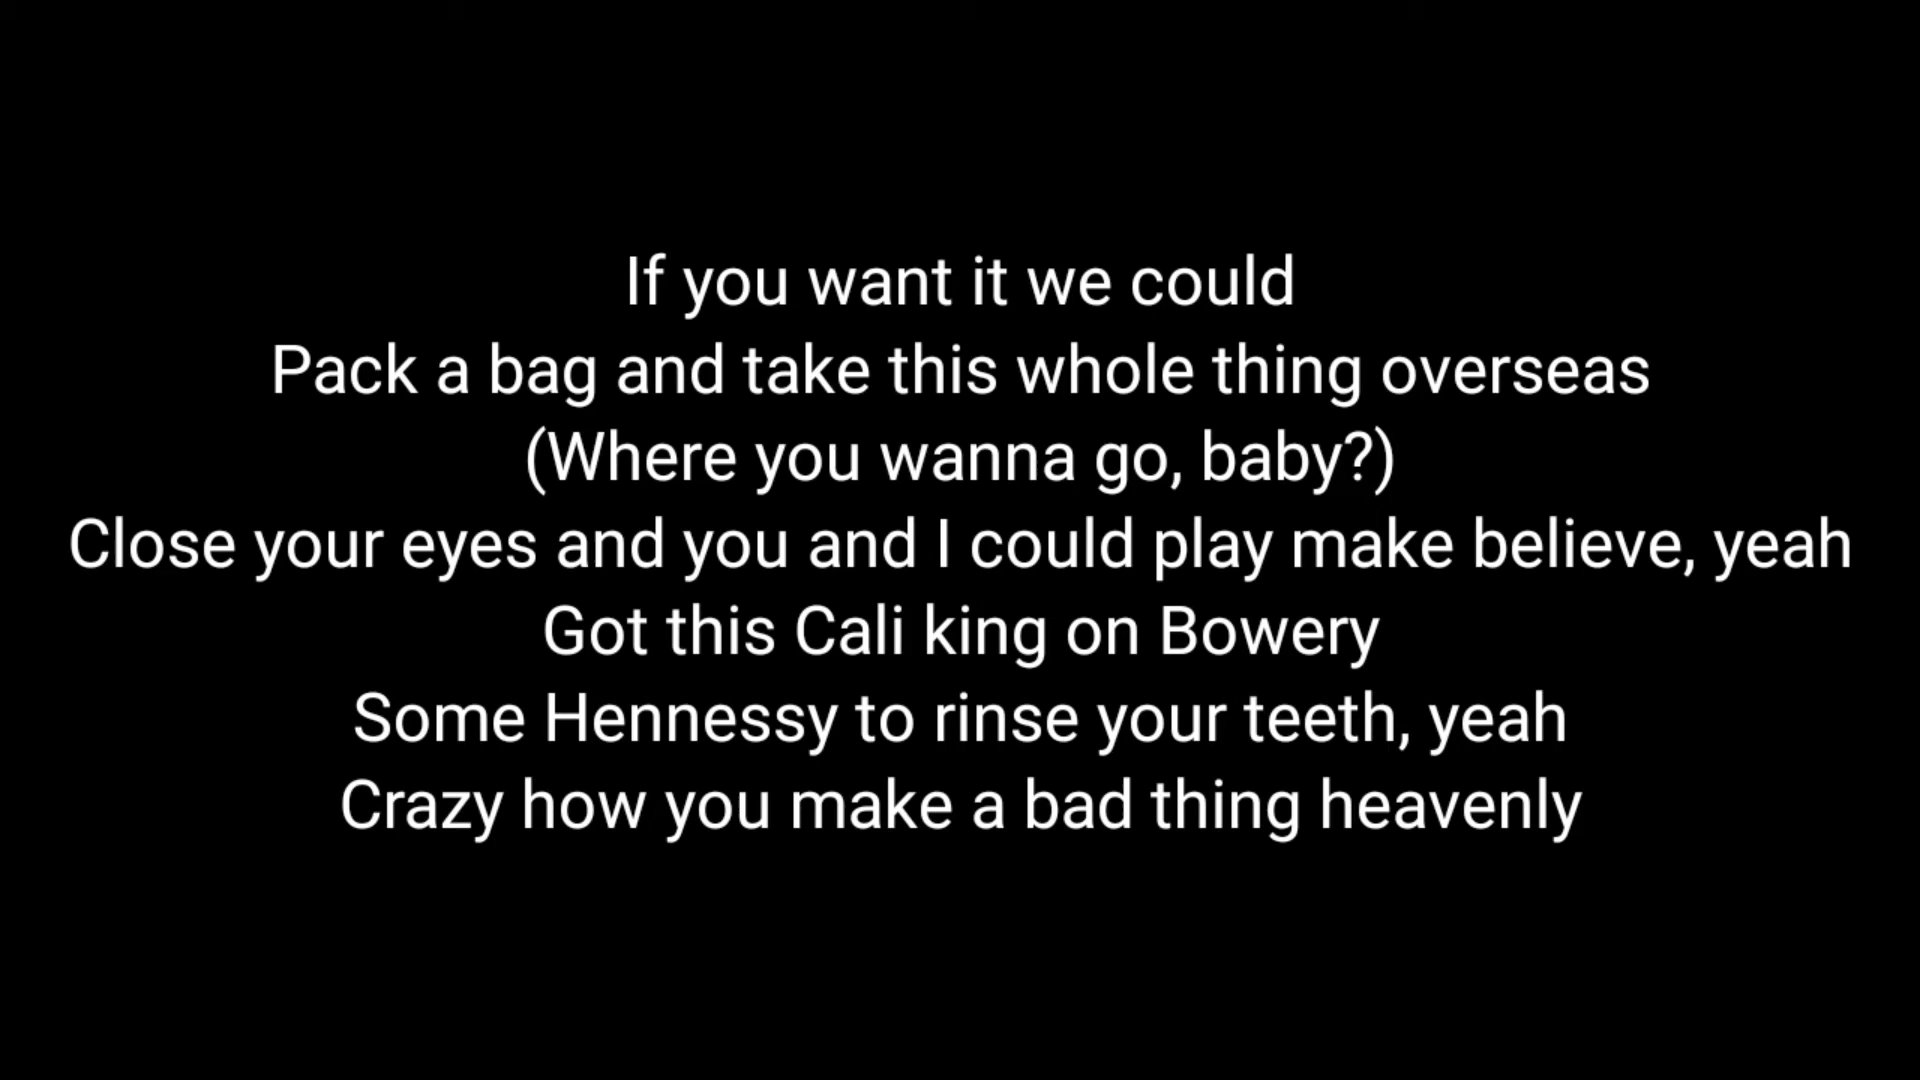 If you want it we could
Pack a bag and take this whole thing overseas
(Where you wanna go, baby?)
Close your eyes and you and I could play make believe, yeah
Got this Cali king on Bowery
Some Hennessy to rinse your teeth, yeah
Crazy how you make a bad thing heavenly